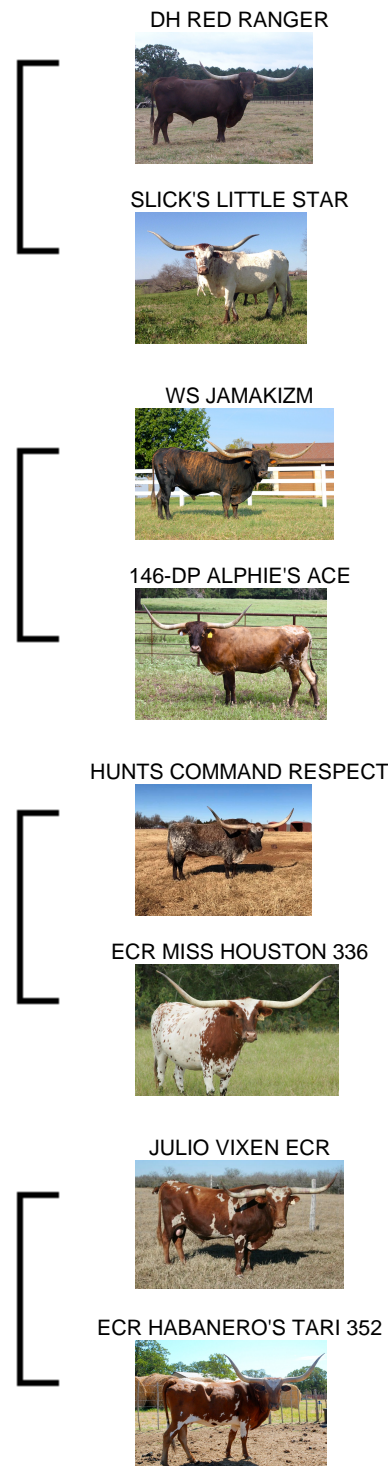 DH RED RANGER
SLICK'S LITTLE STAR
WS JAMAKIZM
146-DP ALPHIE'S ACE
HUNTS COMMAND RESPECT
ECR MISS HOUSTON 336
JULIO VIXEN ECR
ECR HABANERO'S TARI 352